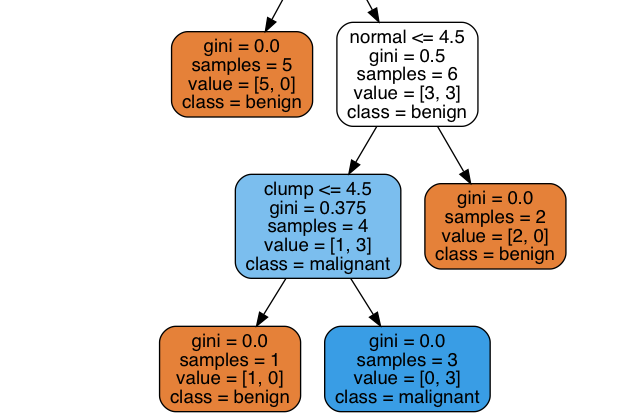 gini = 0.0
samples = 5
value = [5, 0]
class = benign
normal <= 4.5
gini = 0.5
samples = 6
value = [3, 3]
class = benign
clump <= 4.5
gini = 0.375
samples = 4
value = [1, 3]
class = malignant
gini = 0.0
samples = 2
value = [2, 0]
class = benign
gini = 0.0
samples = 1
value = [1, 0]
class = benign
gini = 0.0
samples = 3
value = [0, 3]
class = malignant